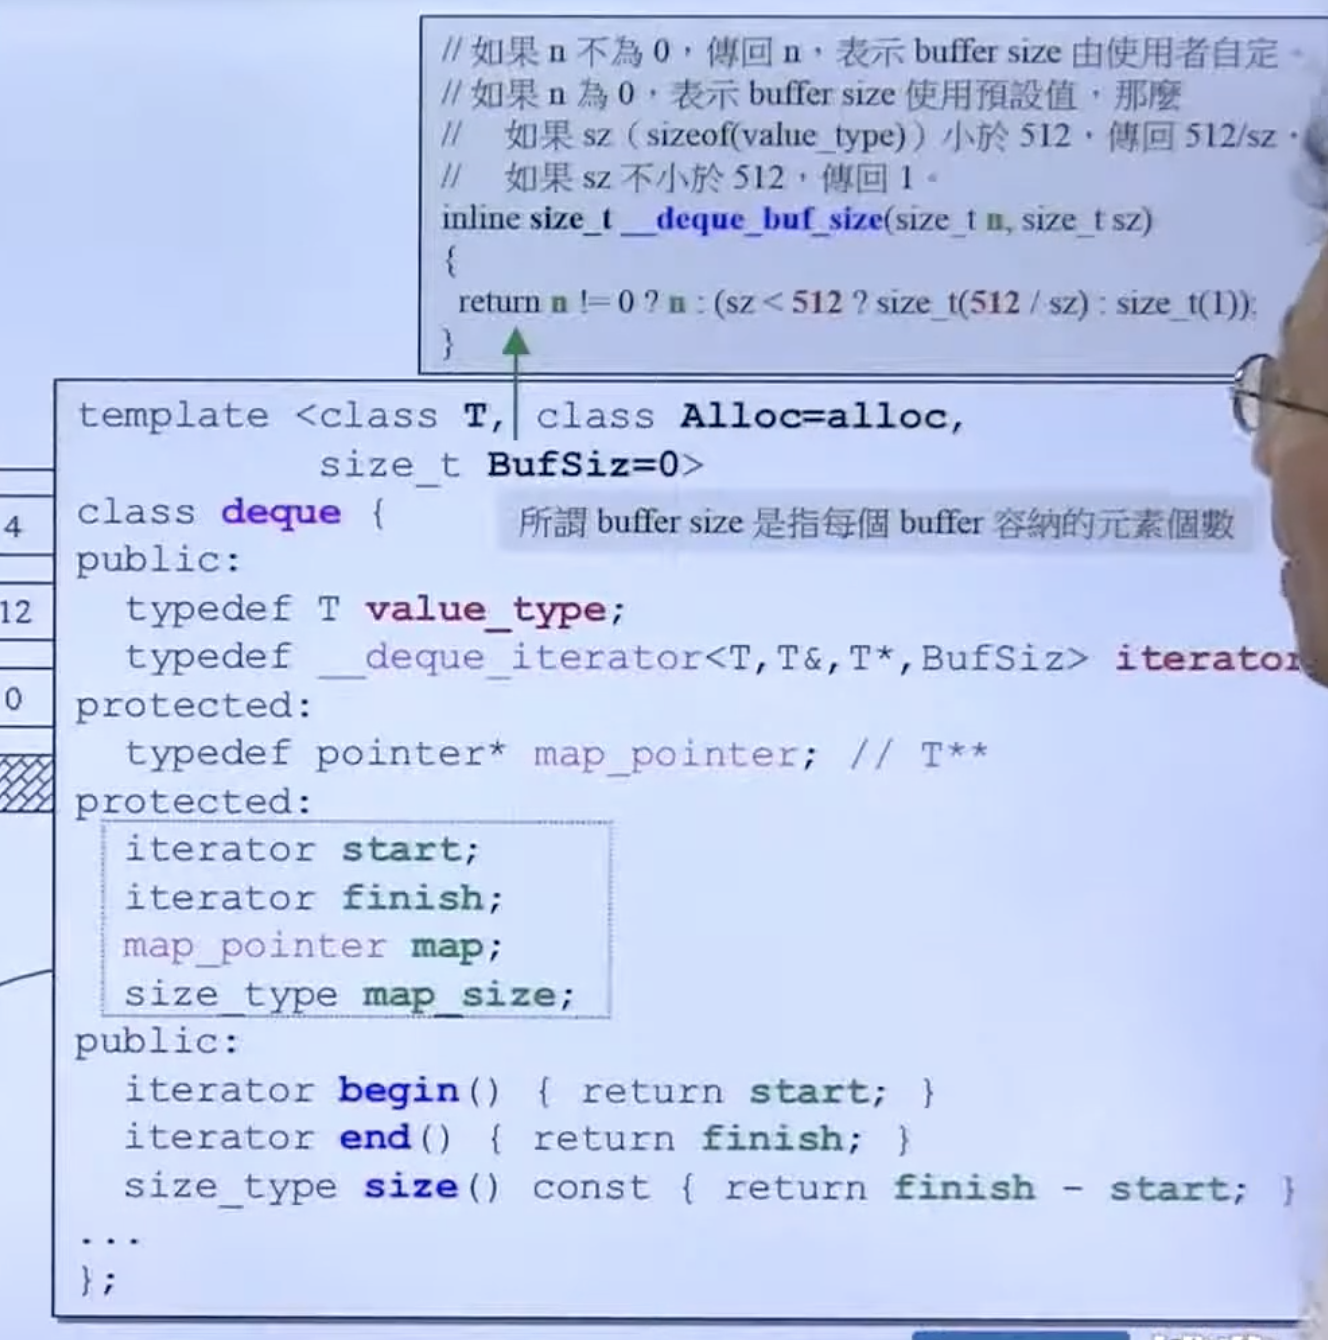 // 如果 n 不為 0，傳回 n，表示 buffer size 由使用者自定。
// 如果 n 為 0，表示 buffer size 使用預設值，那麼
//    如果 sz（sizeof(value_type)）小於 512，傳回 512/sz，
//    如果 sz 不小於 512，傳回 1。
inline size_t __deque_buf_size(size_t n, size_t sz)
{
return n != 0 ? n : (sz < 512 ? size_t(512 / sz) : size_t(1));
}
template <class T, class Alloc=alloc,
size_t BufSiz=0>
class deque {
所謂 buffer size 是指每個 buffer 容納的元素個數
public:
typedef T value_type;
typedef __deque_iterator<T,T&,T*,BufSiz> iterator
protected:
typedef pointer* map_pointer; // T**
protected:
iterator start;
iterator finish;
map_pointer map;
size_type map_size;
public:
iterator begin() { return start; }
iterator end() { return finish; }
size_type size() const { return finish - start; }
...
};
4
12
0